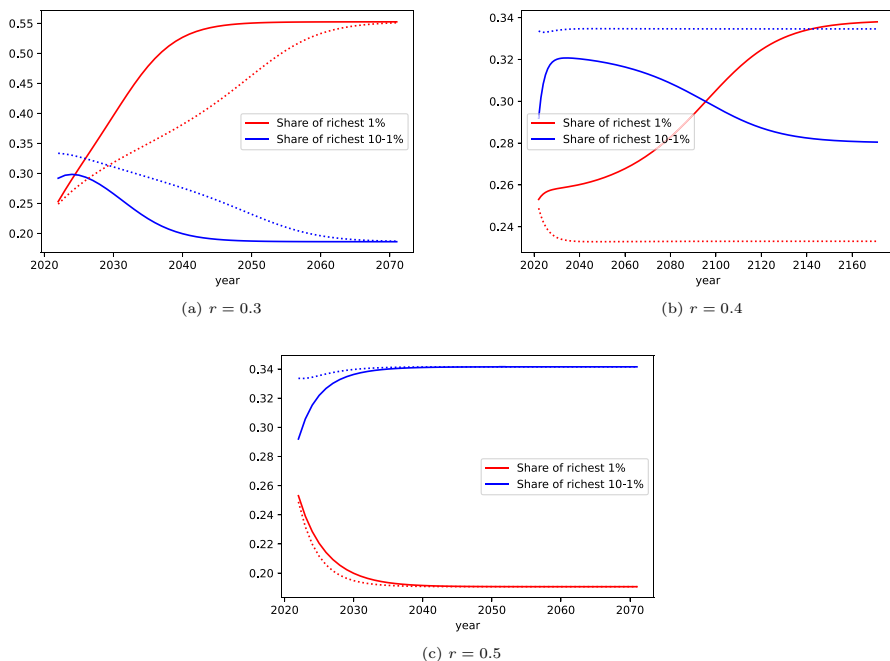 0.55
0.50
0.45
0.40
0.35
0.30
0.25
0.20
Share of richest 1%
Share of richest 10-1%
2020 2030 2040 2050 2060 2070
year
(a) r = 0.3
0.34
0.32
0.30
0.28
0.26
0.24
Share of richest 1%
Share of richest 10-1%
2020 2040 2060 2080 2100 2120 2140 2160
year
(b) r = 0.4
0.34
0.32
0.30
0.28
0.26
0.24
0.22
0.20
Share of richest 1%
Share of richest 10-1%
2020 2030 2040 2050 2060 2070
year
(c) r = 0.5